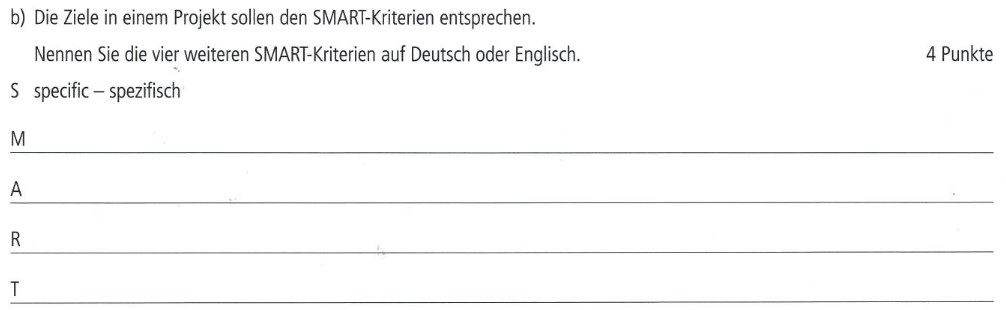 b) Die Ziele in einem Projekt sollen den SMART-Kriterien entsprechen.
Nennen Sie die vier weiteren SMART-Kriterien auf Deutsch oder Englisch. 4 Punkte
S specific – spezifisch
M
A
R
T